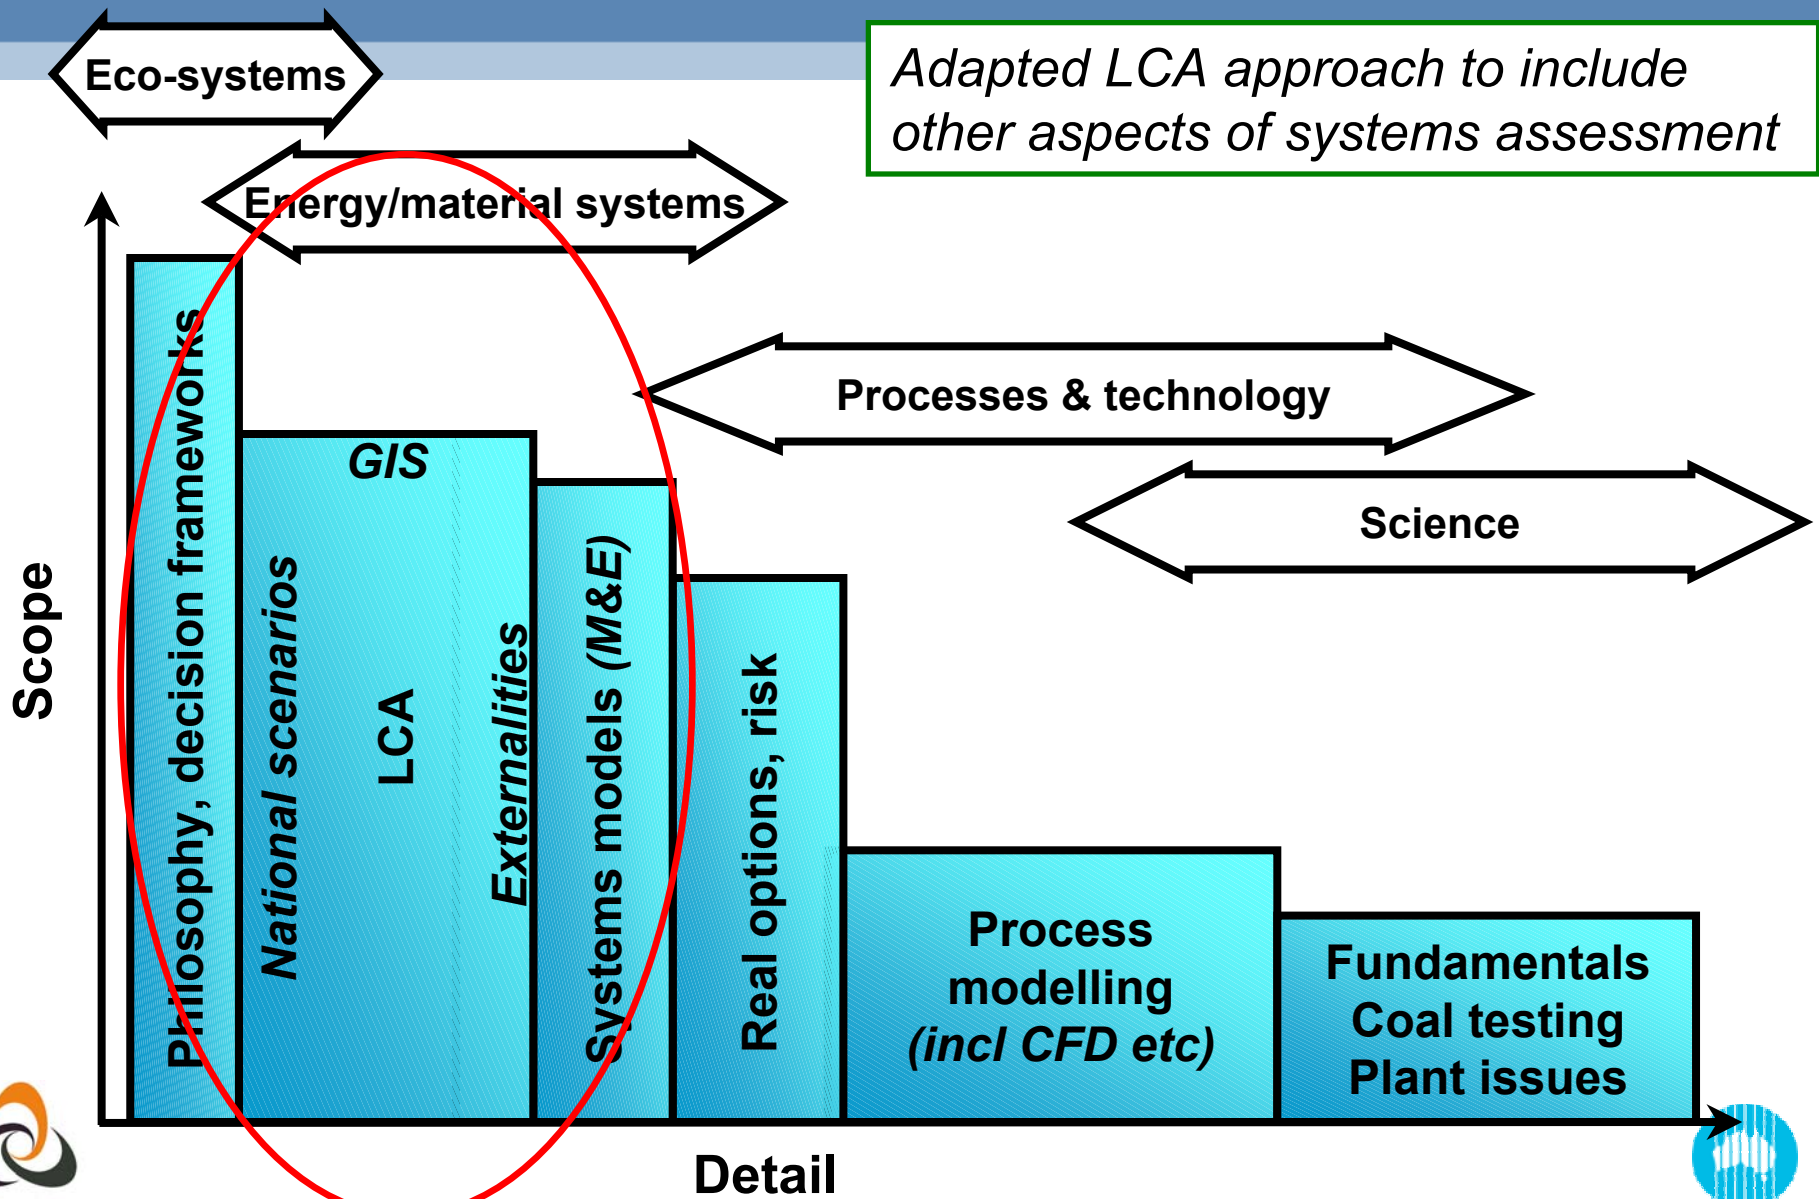 Eco-systems
Adapted LCA approach to include
other aspects of systems assessment
Energy/material systems
Processes & technology
Science
Scope
Philosophy, decision frameworks
National scenarios
GIS
LCA
Externalities
Systems models (M&E)
Real options, risk
Process
modelling
(incl CFD etc)
Fundamentals
Coal testing
Plant issues
Detail